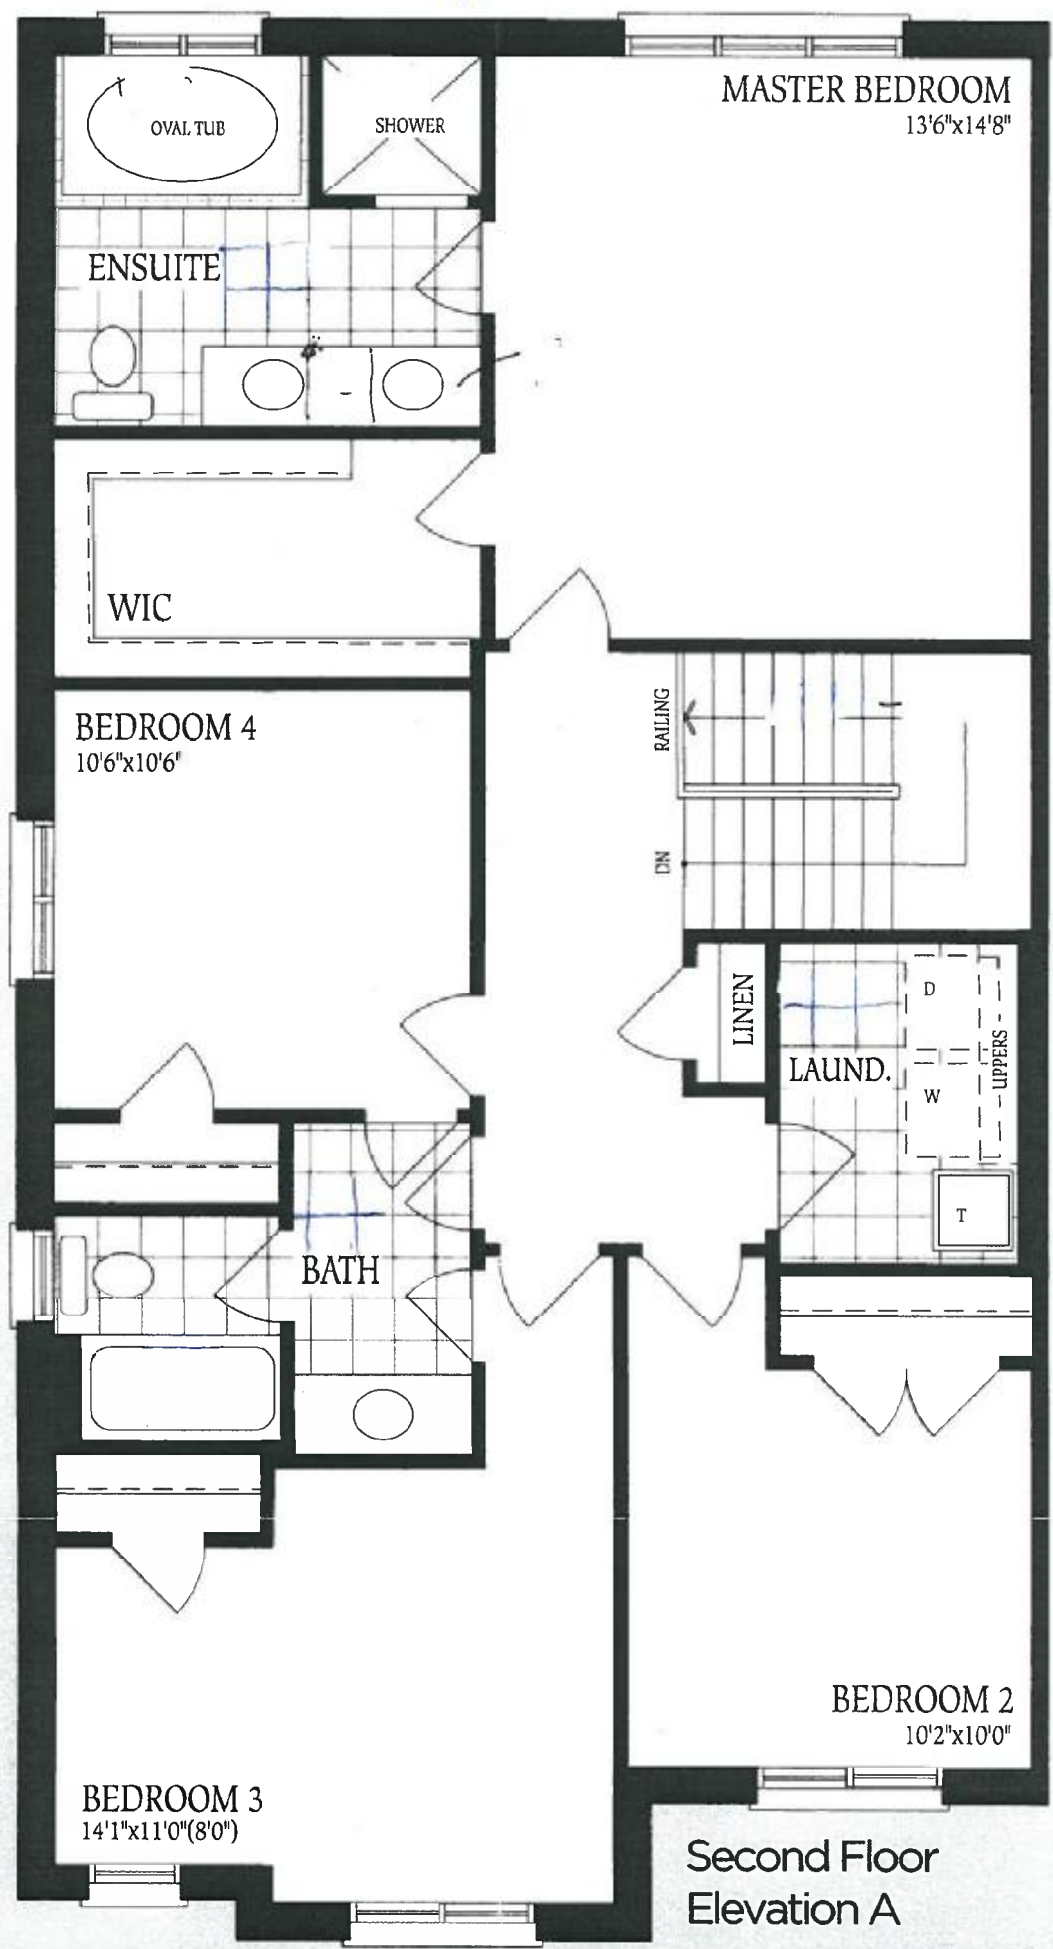 MASTER BEDROOM
13'6"x14'8"
OVAL TUB
SHOWER
ENSUITE
WIC
BEDROOM 4
10'6"x10'6"
RAILING
DN
LINEN
D
UPPERS
LAUND.
W
T
BATH
BEDROOM 2
10'2"x10'0"
BEDROOM 3
14'1"x11'0"(8'0")
Second Floor
Elevation A